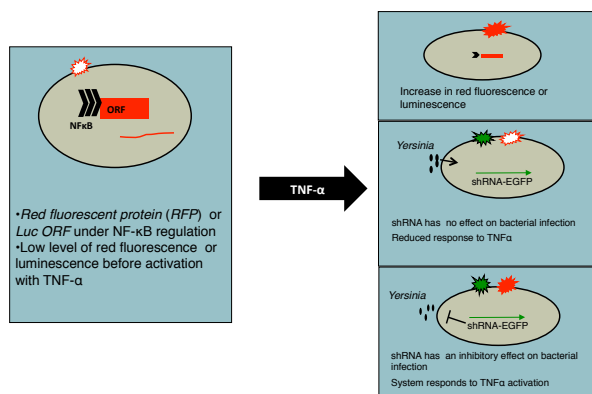 ORF
NFκB
•Red fluorescent protein (RFP) or
Luc ORF under NF-κB regulation
•Low level of red fluorescence or
luminescence before activation
with TNF-α
TNF-α
Increase in red fluorescence or
luminescence
Yersinia
shRNA-EGFP
shRNA has no effect on bacterial infection
Reduced response to TNFα
Yersinia
shRNA-EGFP
shRNA has an inhibitory effect on bacterial
infection
System responds to TNFα activation